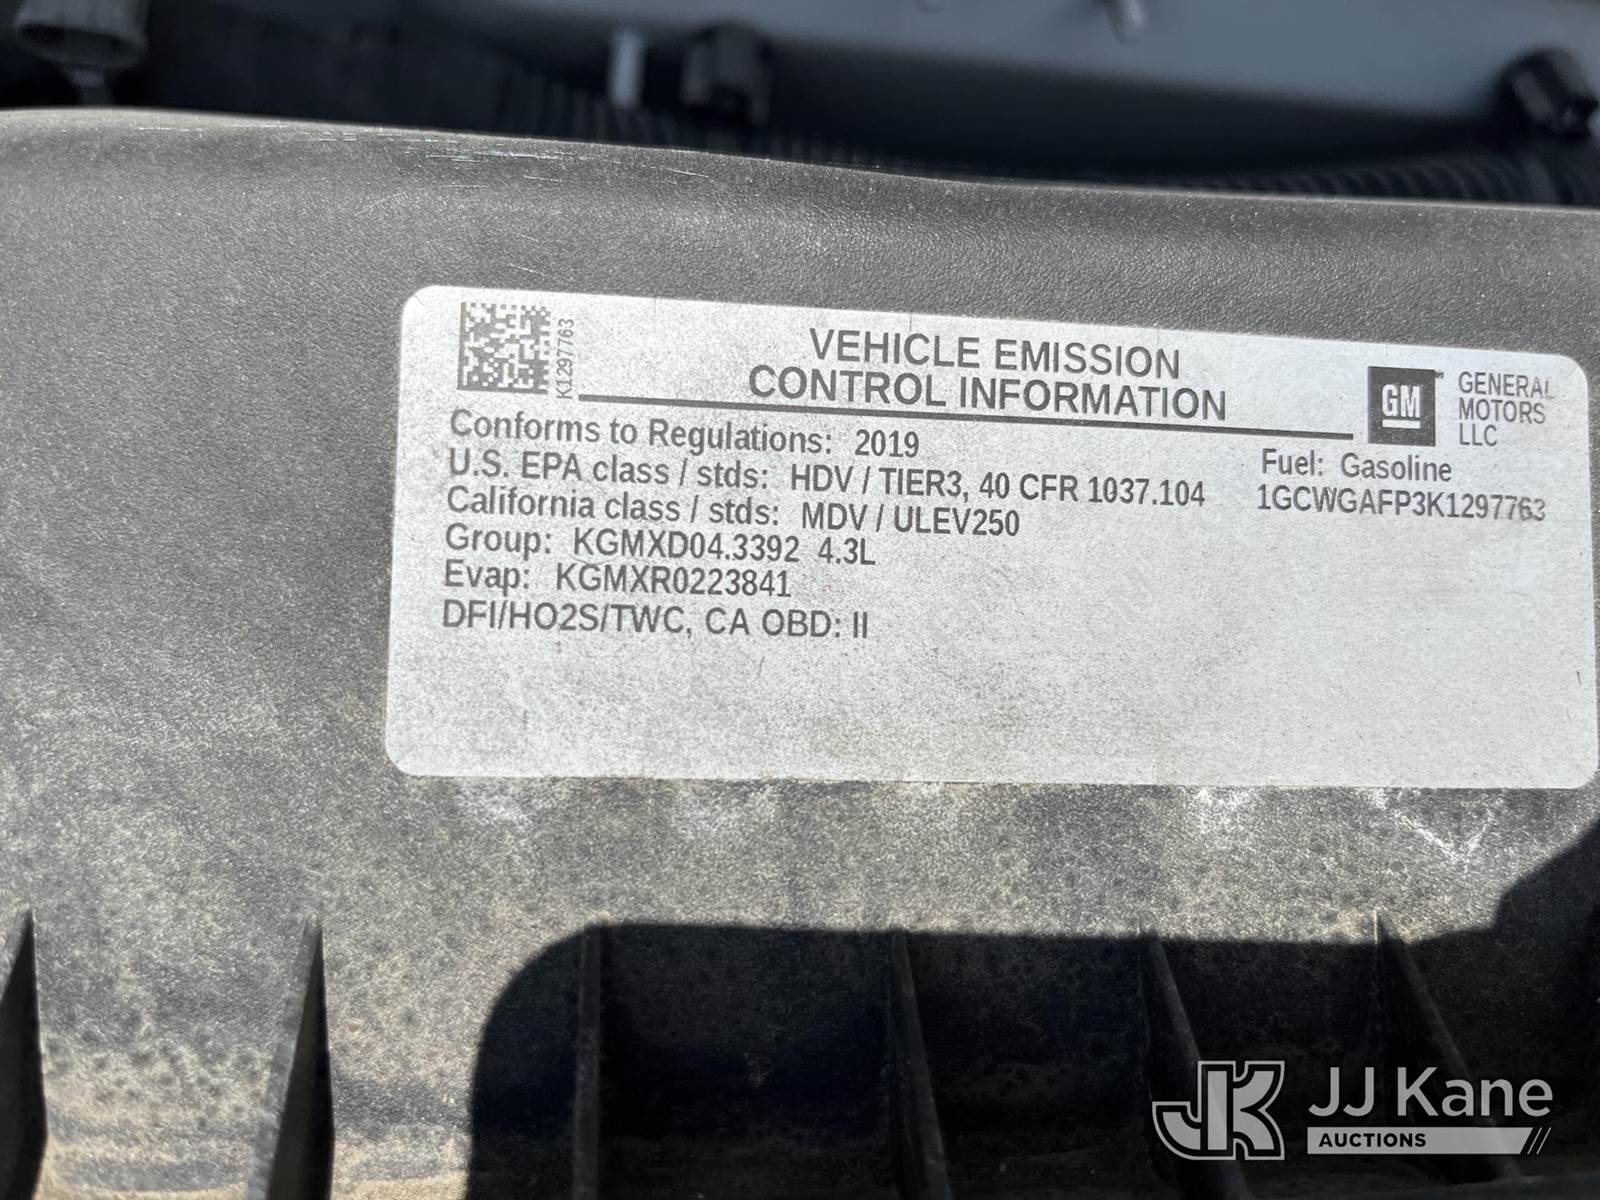 K1297763
VEHICLE EMISSION
CONTROL INFORMATION
GM
GENERAL
MOTORS
LLC
Conforms to Regulations: 2019
U.S. EPA class / stds: HDV / TIER3, 40 CFR 1037.104
California class / stds: MDV / ULEV250
Group: KGMXD04.3392 4.3L
Evap: KGMXR0223841
DFI/HO2S/TWC, CA OBD: II
Fuel: Gasoline
1GCWGAFP3K1297763
JK
JJ Kane
AUCTIONS